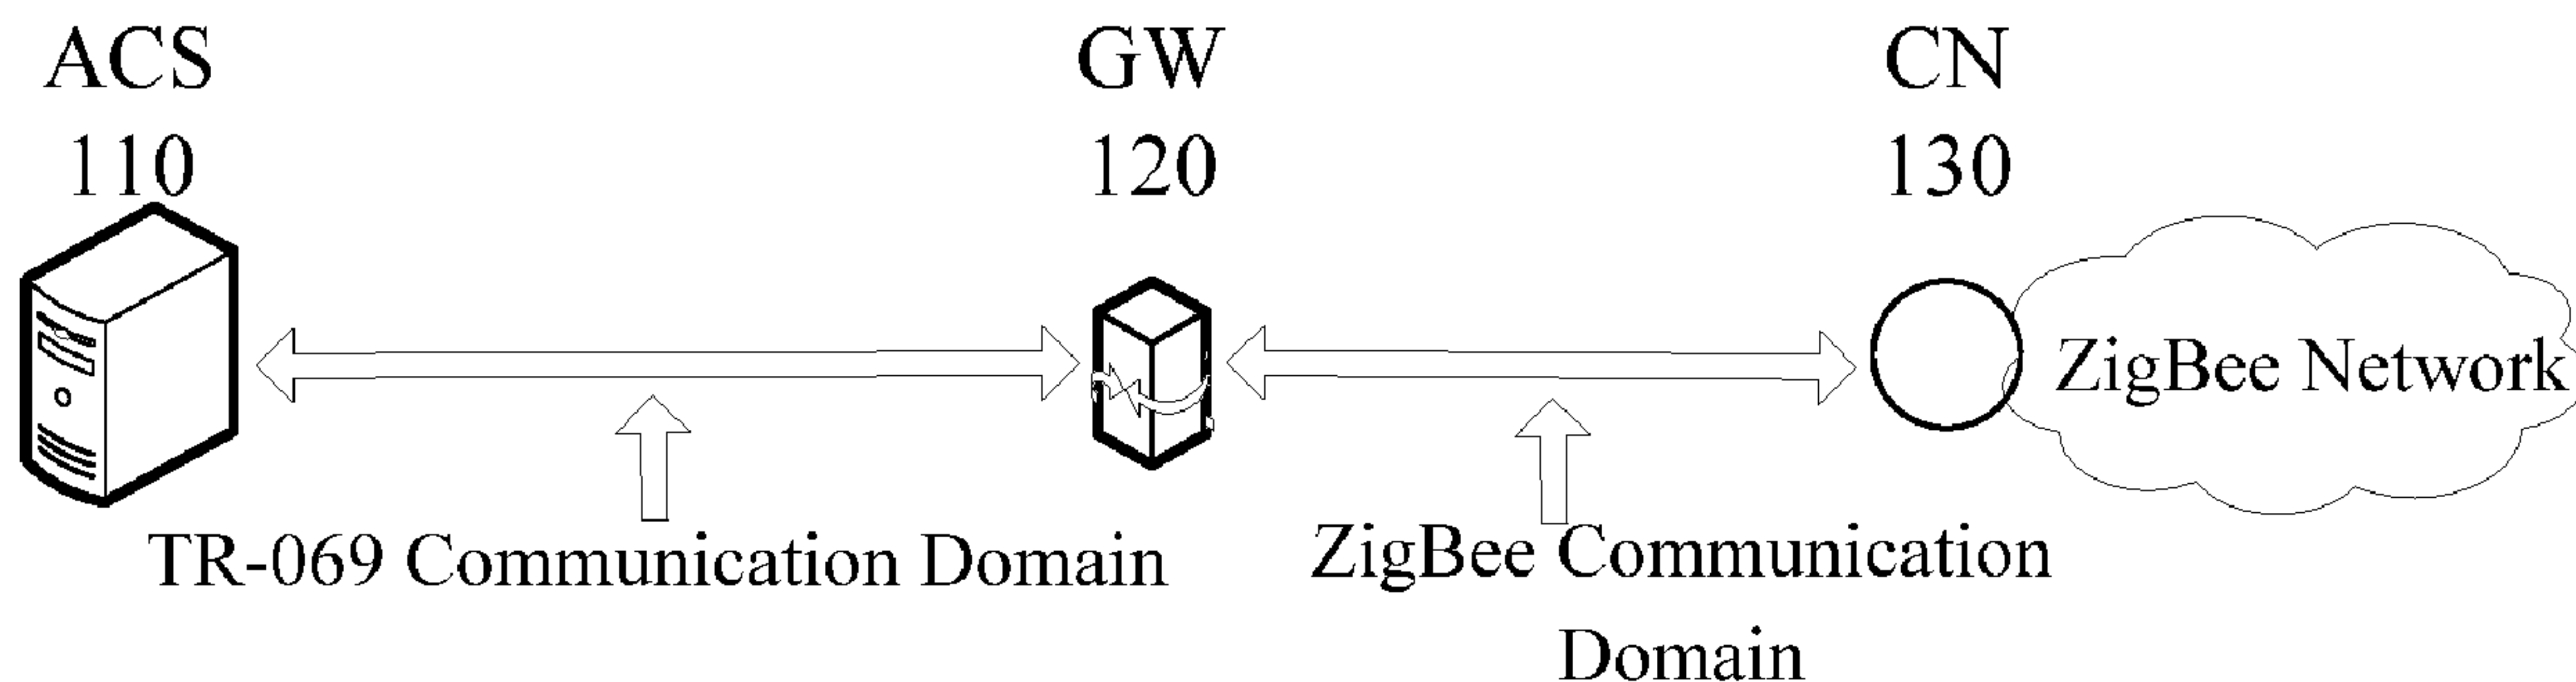 ACS
110
GW
120
CN
130
ZigBee Network
TR-069 Communication Domain
ZigBee Communication
Domain